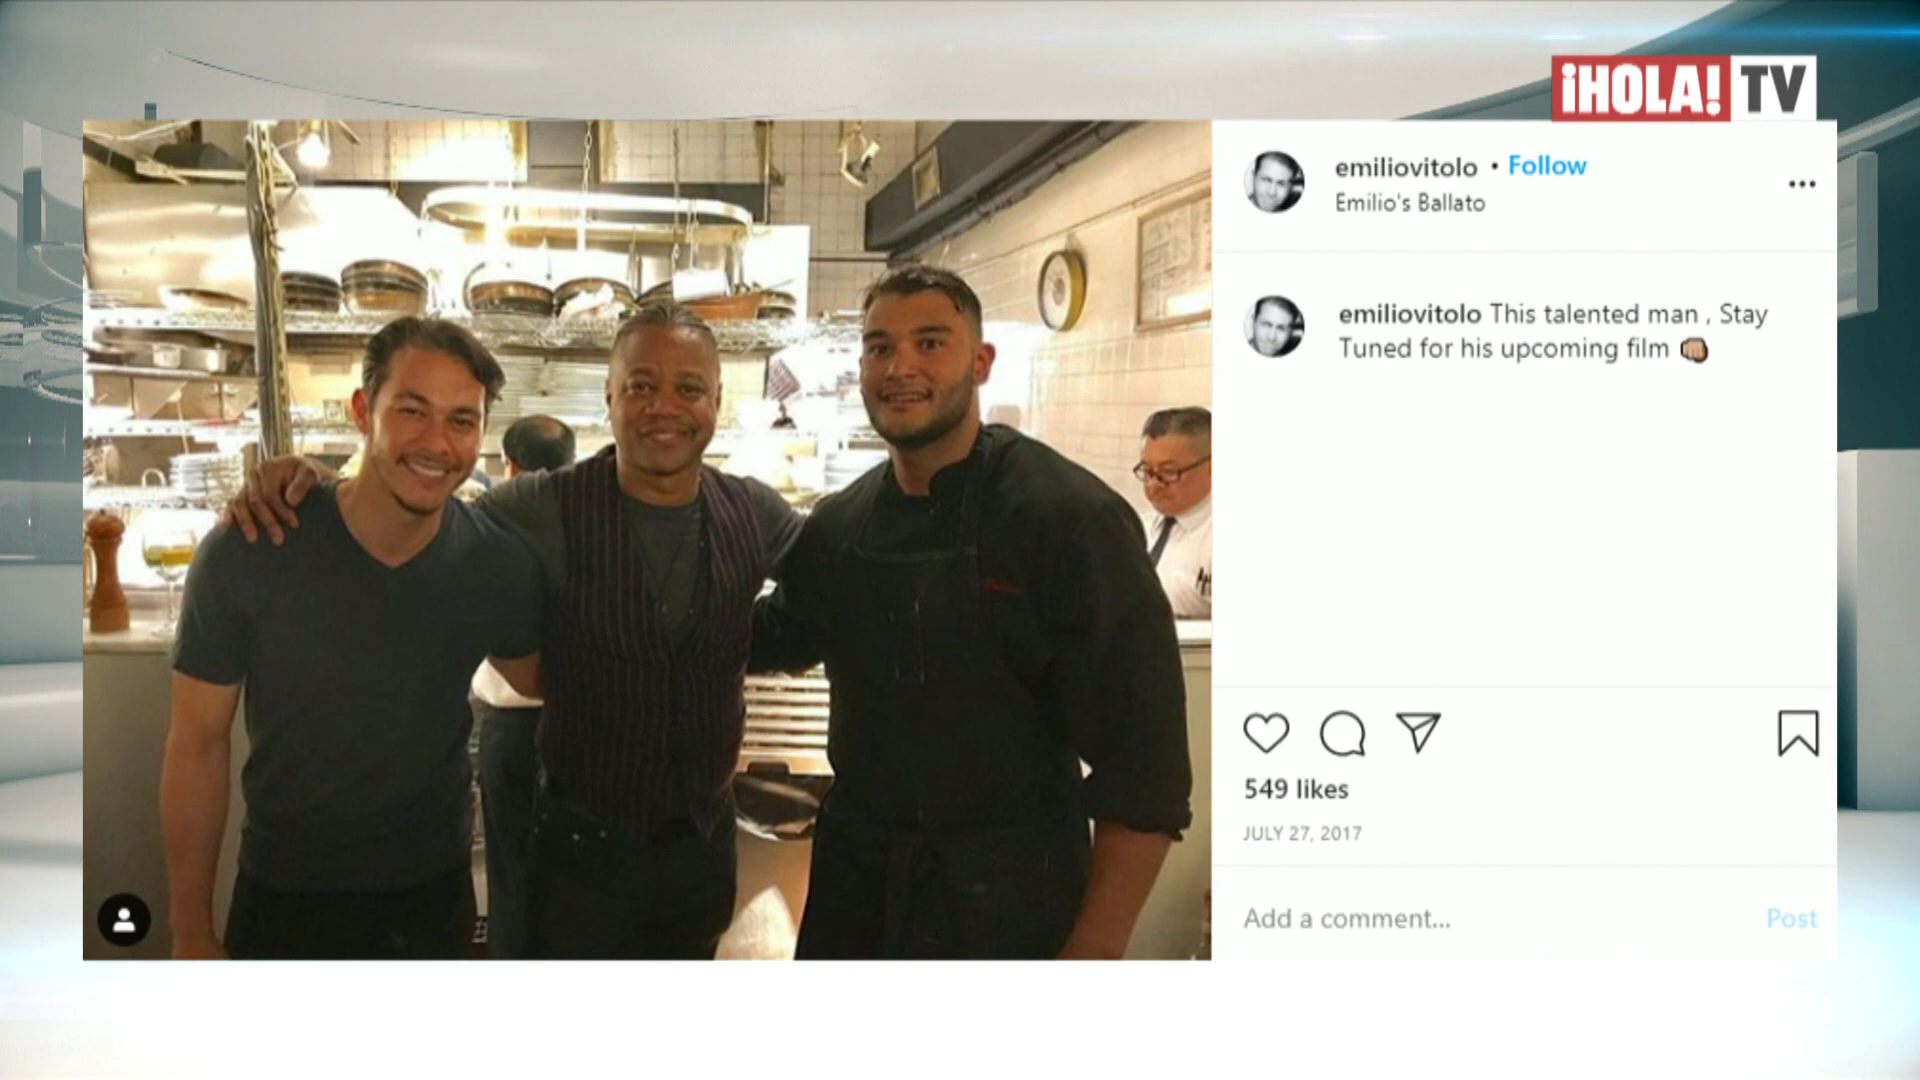 ¡HOLA! TV
emiliovitolo • Follow
Emilio's Ballato
emiliovitolo This talented man , Stay
Tuned for his upcoming film 👊🏼
549 likes
JULY 27, 2017
Add a comment...
Post